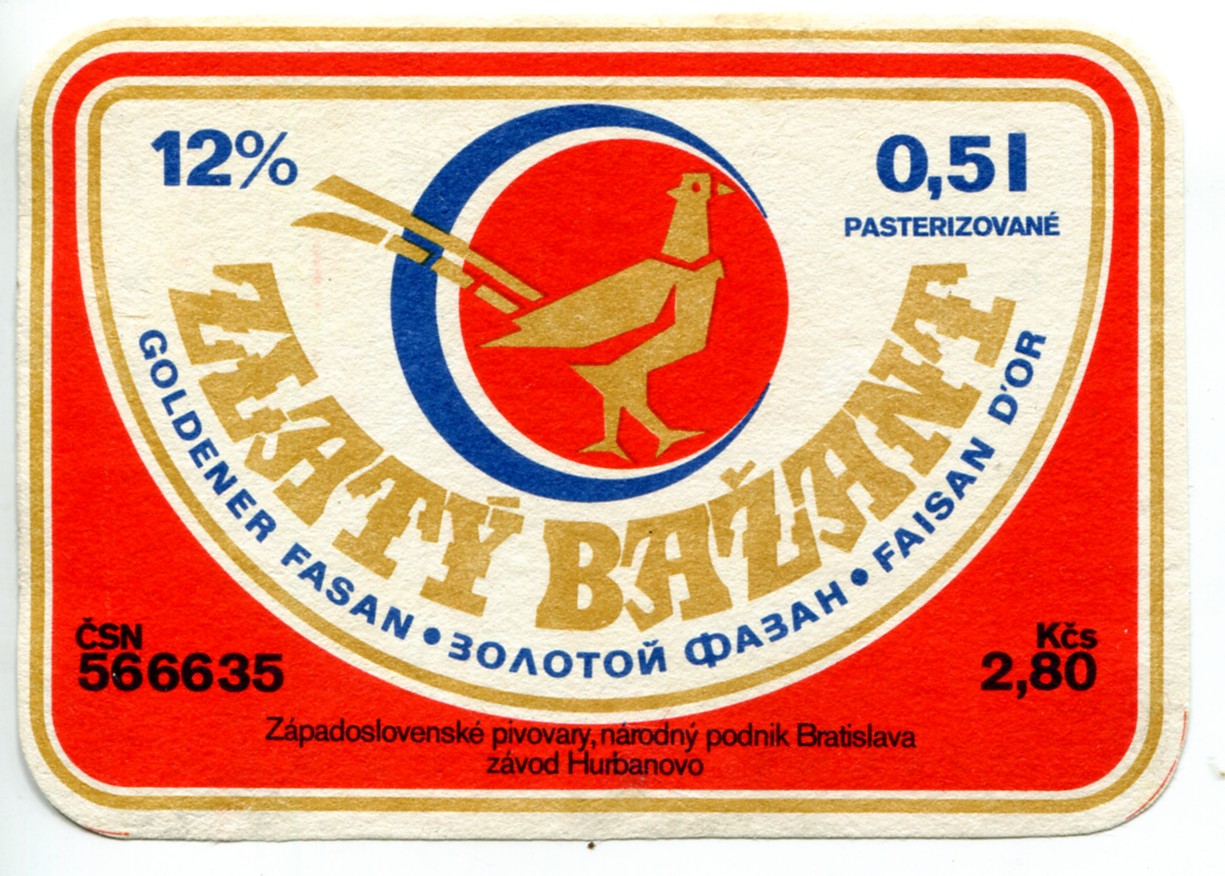 12%
0,5 l
PASTERIZOVANÉ
ZLATÝ BAŽANT
GOLDENER FASAN • ЗОЛОТОЙ ФАЗАН • FAISAN D'OR
ČSN
566635
Kčs
2,80
Západoslovenské pivovary, národný podnik Bratislava
závod Hurbanovo